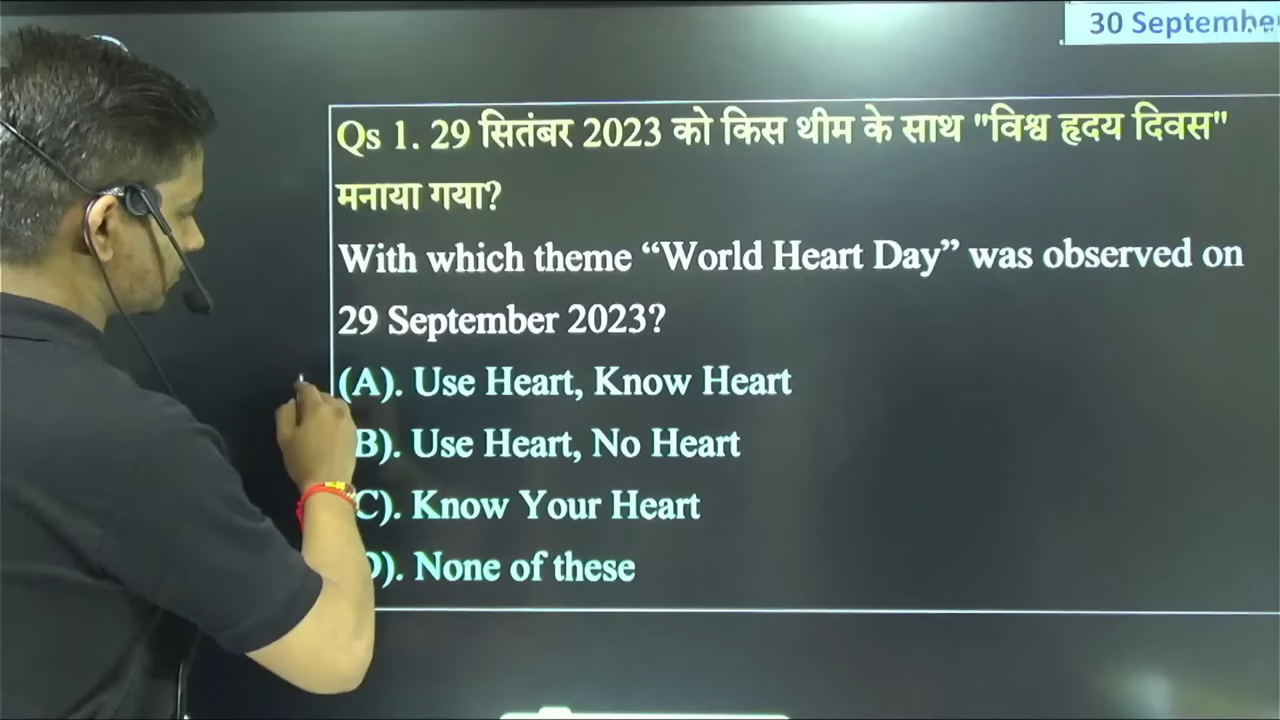 30 September
Qs 1. 29 सितंबर 2023 को किस थीम के साथ "विश्व हृदय दिवस"
मनाया गया?
With which theme “World Heart Day” was observed on
29 September 2023?
(A). Use Heart, Know Heart
B). Use Heart, No Heart
C). Know Your Heart
D). None of these